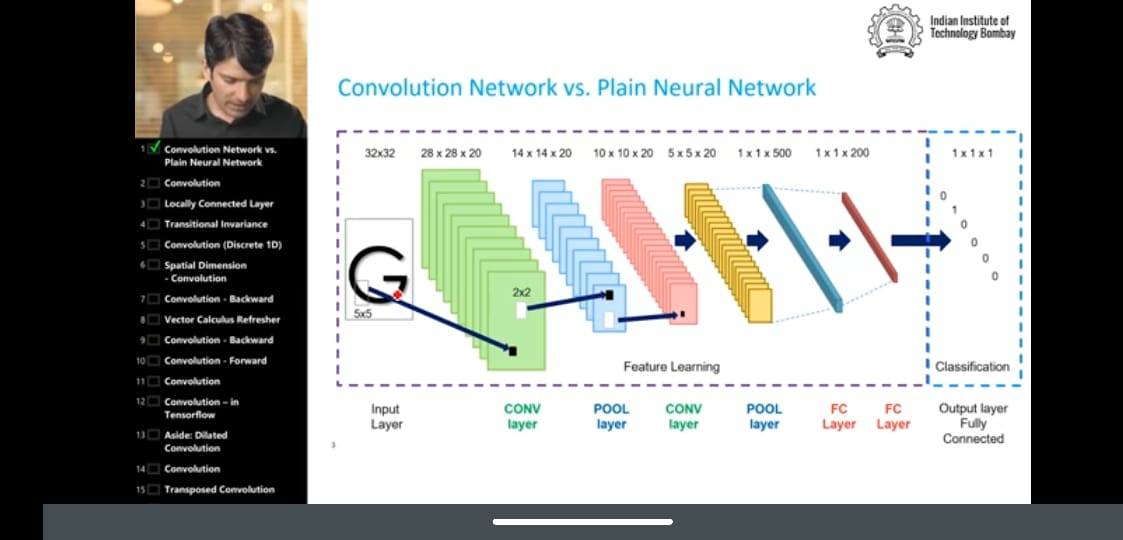 Indian Institute of
Technology Bombay
Convolution Network vs. Plain Neural Network
1 Convolution Network vs.
Plain Neural Network
2 Convolution
3 Locally Connected Layer
4 Transitional Invariance
5 Convolution (Discrete 1D)
6 Spatial Dimension
- Convolution
7 Convolution - Backward
8 Vector Calculus Refresher
9 Convolution - Backward
10 Convolution - Forward
11 Convolution
12 Convolution – in
Tensorflow
13 Aside: Dilated
Convolution
14 Convolution
15 Transposed Convolution
32x32 28 x 28 x 20 14 x 14 x 20 10 x 10 x 20 5 x 5 x 20 1 x 1 x 500 1 x 1 x 200 1 x 1 x 1
G
5x5
2x2
0
1
0
0
0
0
Feature Learning
Classification
Input
Layer
CONV
layer
POOL
layer
CONV
layer
POOL
layer
FC
Layer
FC
Layer
Output layer
Fully
Connected
3